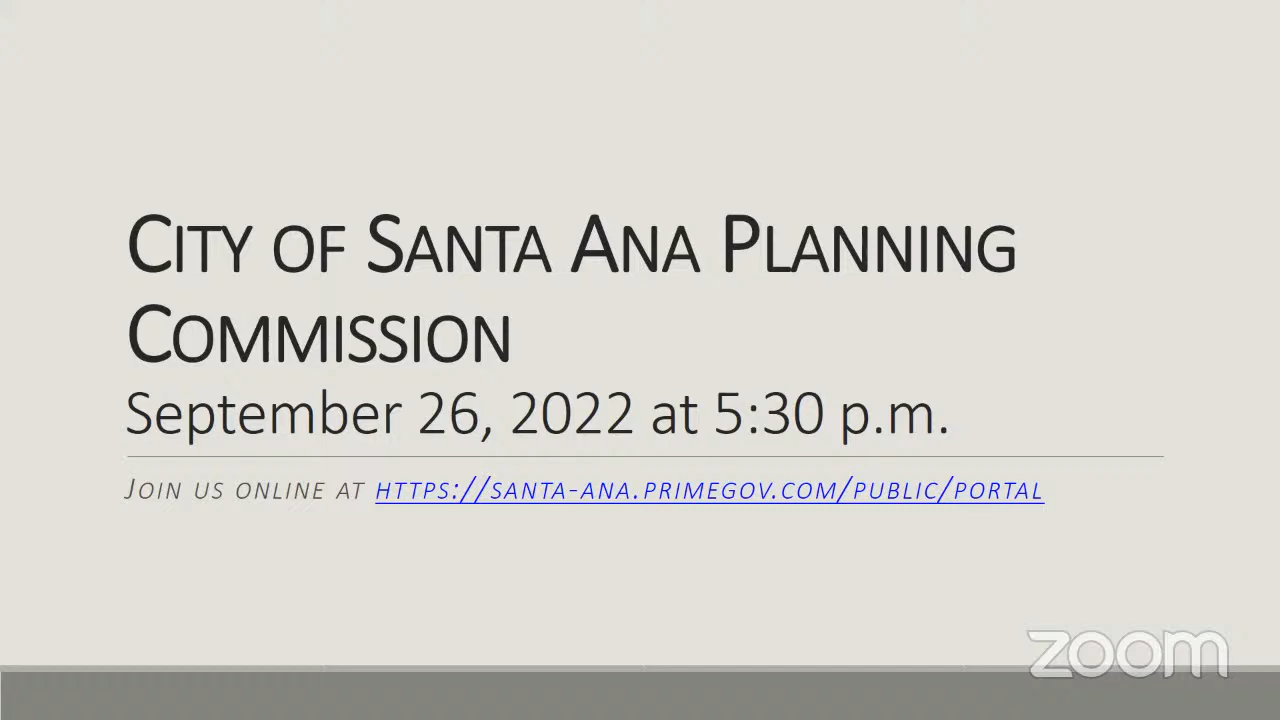 City of Santa Ana Planning
Commission
September 26, 2022 at 5:30 p.m.
Join us online at https://santa-ana.primegov.com/public/portal
zoom